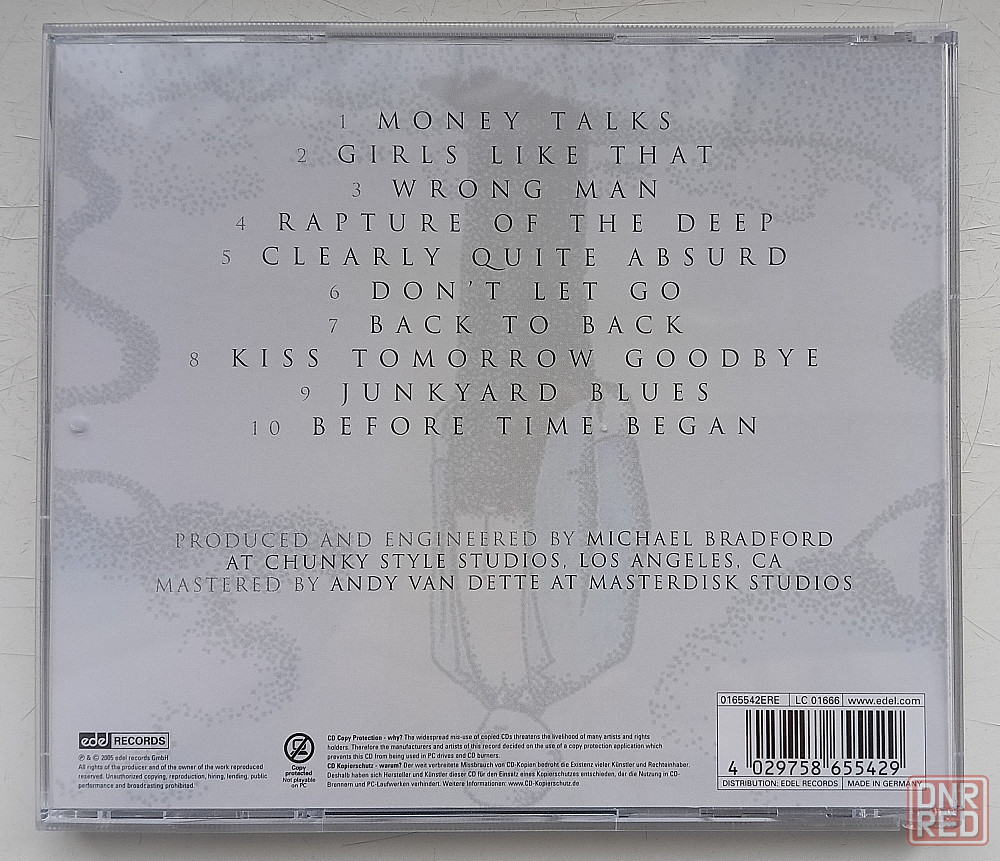 1 MONEY TALKS
2 GIRLS LIKE THAT
3 WRONG MAN
4 RAPTURE OF THE DEEP
5 CLEARLY QUITE ABSURD
6 DON'T LET GO
7 BACK TO BACK
8 KISS TOMORROW GOODBYE
9 JUNKYARD BLUES
10 BEFORE TIME BEGAN
PRODUCED AND ENGINEERED BY MICHAEL BRADFORD
AT CHUNKY STYLE STUDIOS, LOS ANGELES, CA
MASTERED BY ANDY VAN DETTE AT MASTERDISK STUDIOS
edel RECORDS
℗ & © 2005 edel records GmbH
All rights of the producer and of the owner of the work reproduced
reserved. Unauthorized copying, reproduction, hiring, lending, public
performance and broadcasting prohibited.
Copy
protected
Not playable
on PC
CD Copy Protection - why? The widespread mis-use of copied CDs threatens the livelihood of many artists and rights
holders. Therefore the manufacturers and artists of this record decided on the use of a copy protection application which
prevents this CD from being used in PC drives and CD burners.
CD Kopierschutz - warum? Der weit verbreitete Missbrauch von CD-Kopien bedroht die Existenz vieler Künstler und Rechteinhaber.
Deshalb haben sich Hersteller und Künstler dieser CD für den Einsatz eines Kopierschutzes entschieden, der die Nutzung in CD-
Brennern und PC-Laufwerken verhindert. Weitere Informationen: www.CD-Kopierschutz.de
0165542ERE LC 01666 www.edel.com
4 029758 655429
DISTRIBUTION: EDEL RECORDS MADE IN GERMANY
DNR
RED